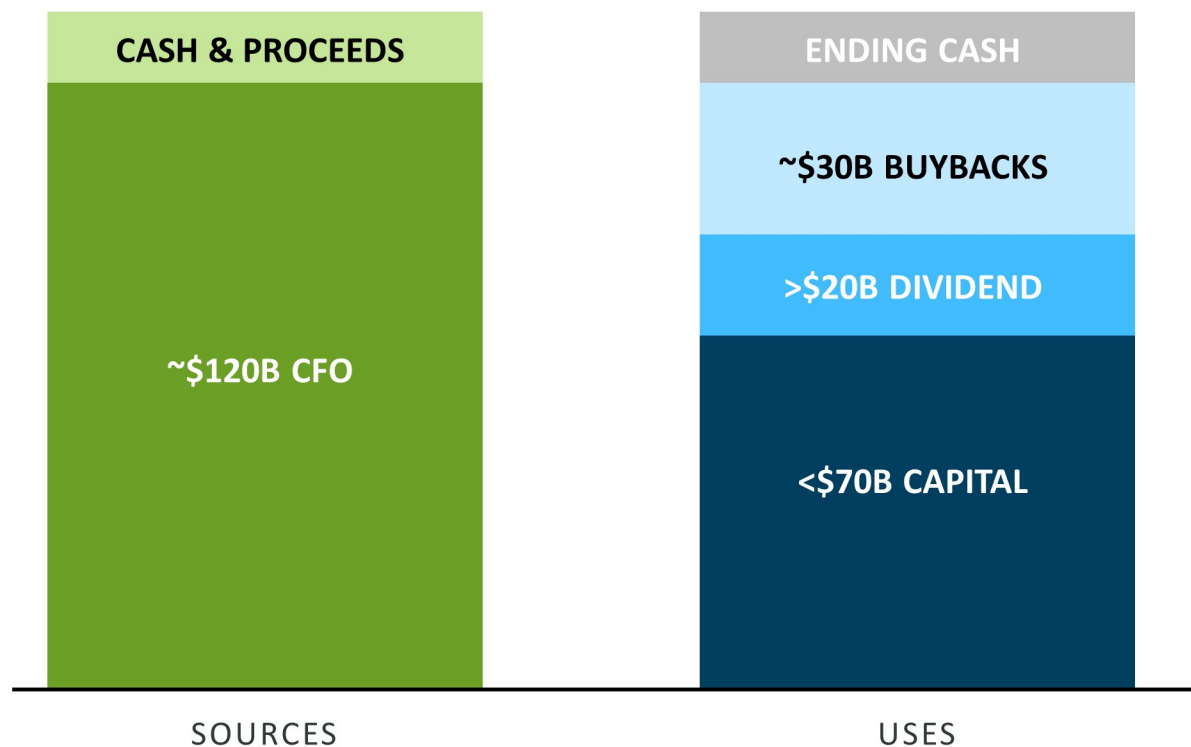 CASH & PROCEEDS
~$120B CFO
SOURCES
ENDING CASH
~$30B BUYBACKS
>$20B DIVIDEND
<$70B CAPITAL
USES